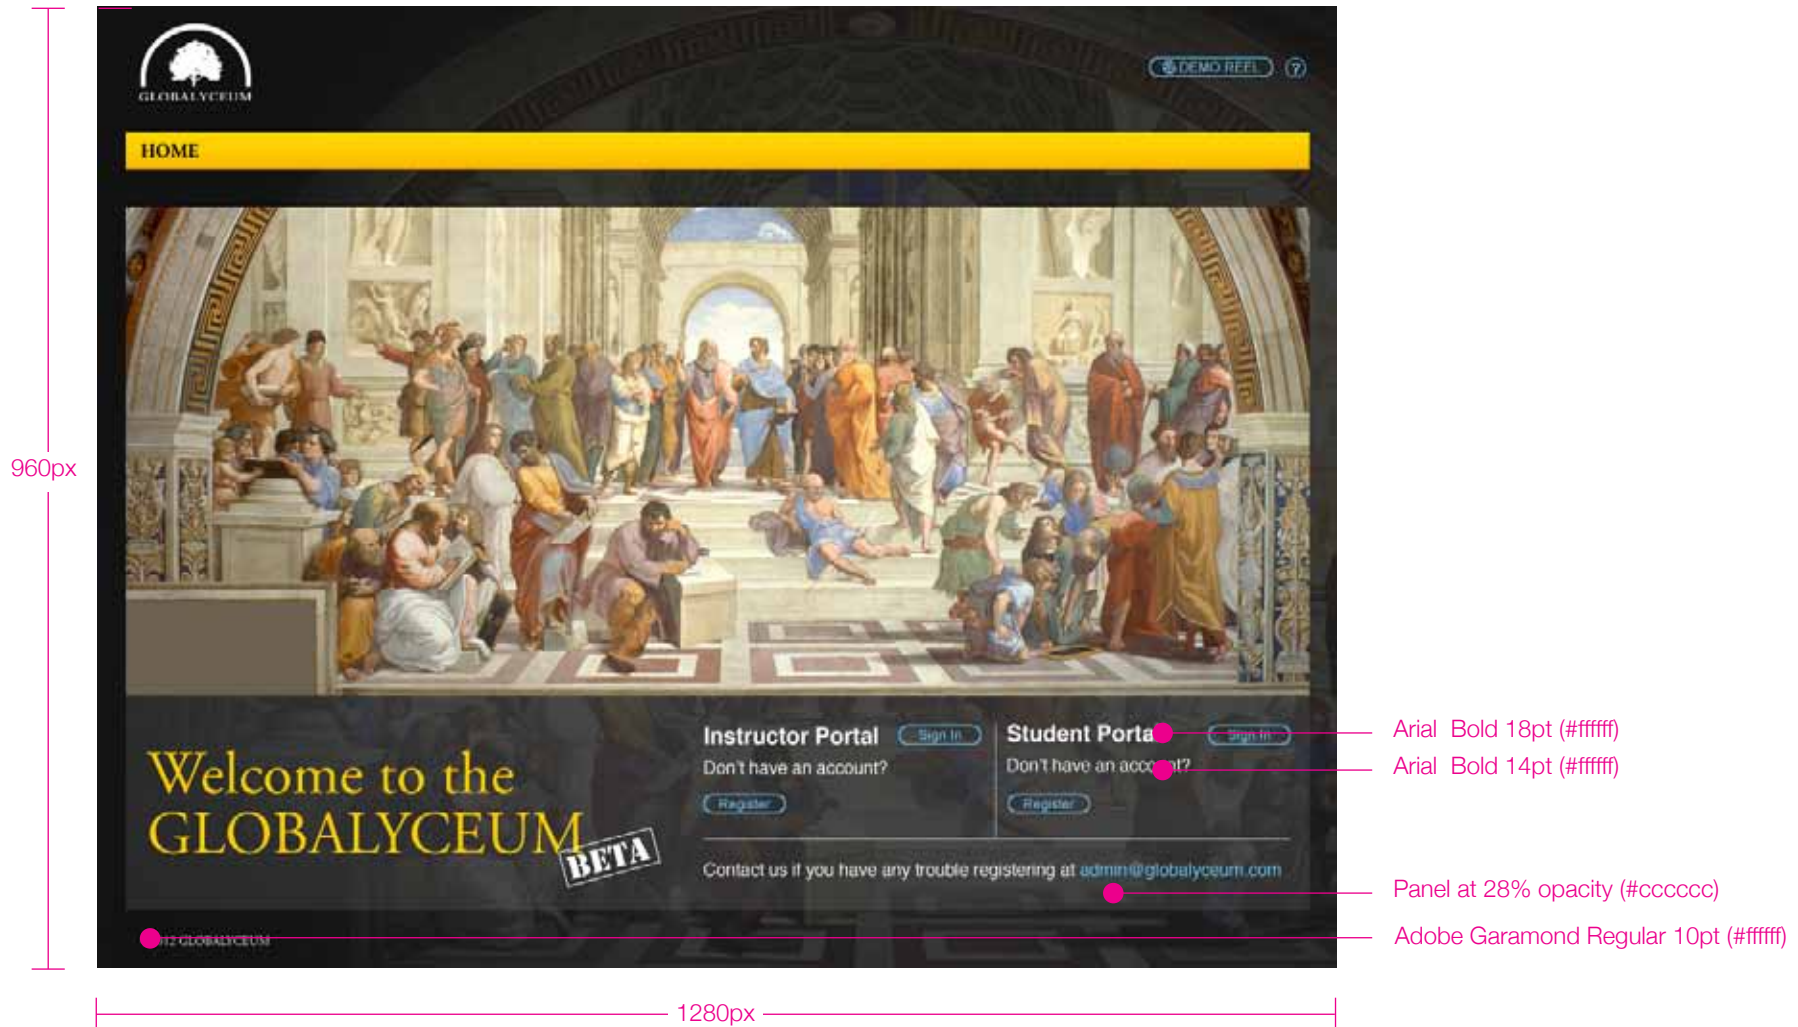 GLOBALYCEUM
DEMO REEL ?
HOME
960px
Welcome to the
GLOBALYCEUM
BETA
Instructor Portal Sign In
Don't have an account?
Register
Student Portal Sign In
Don't have an account?
Register
Contact us if you have any trouble registering at admin@globalyceum.com
GLOBALYCEUM
Arial Bold 18pt (#ffffff)
Arial Bold 14pt (#ffffff)
Panel at 28% opacity (#cccccc)
Adobe Garamond Regular 10pt (#ffffff)
1280px